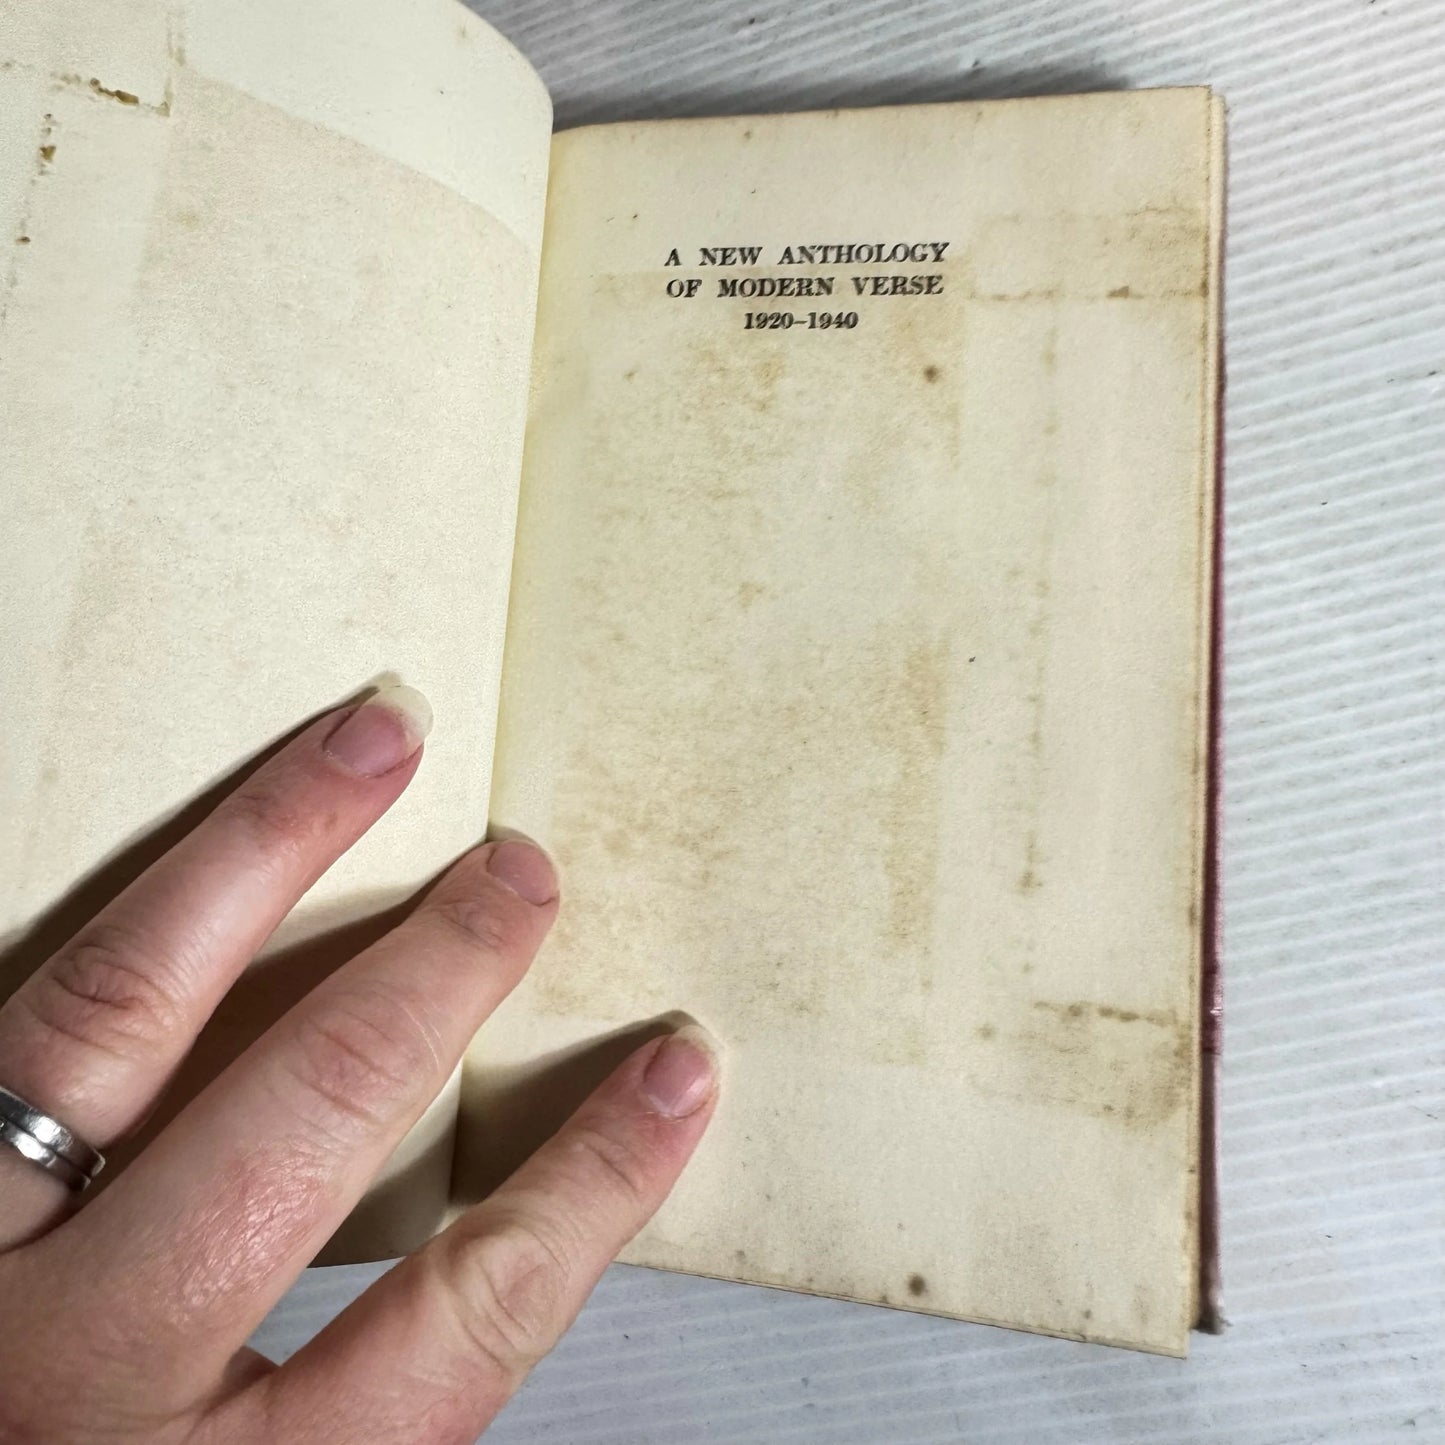 A NEW ANTHOLOGY
OF MODERN VERSE
1920–1940